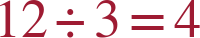 12 ÷ 3 = 4